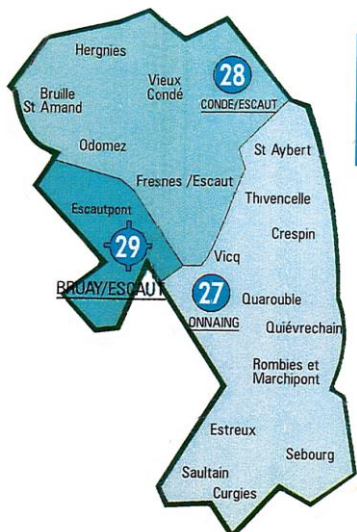 Hergnies
Vieux
Condé
28
CONDE/ESCAUT
Bruille
St Amand
Odomez
St Aybert
Fresnes /Escaut
Thivencelle
Escautpont
Crespin
29
Vicq
BRUAY/ESCAUT
27
Quarouble
ONNAING
Quiévrechain
Rombies et
Marchipont
Estreux
Sebourg
Saultain
Curgies